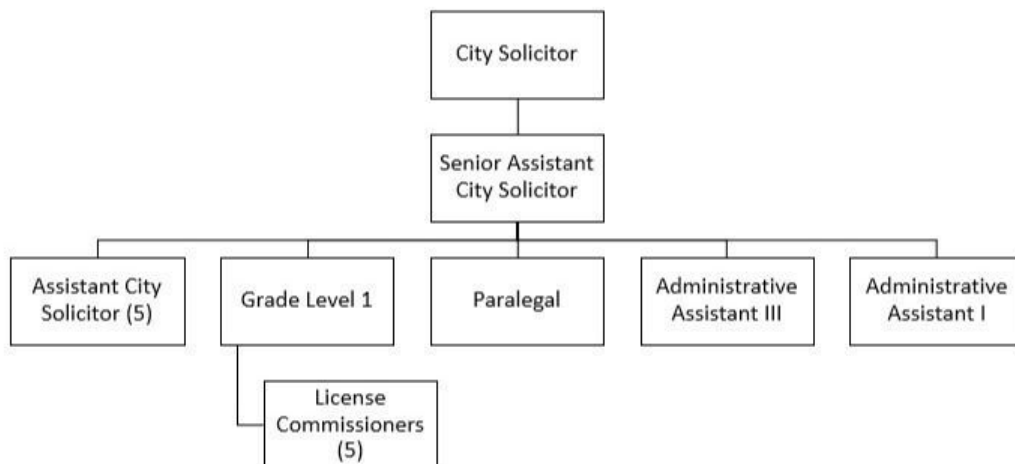 City Solicitor
Senior Assistant
City Solicitor
Assistant City
Solicitor (5)
Grade Level 1
Paralegal
Administrative
Assistant III
Administrative
Assistant I
License
Commissioners
(5)